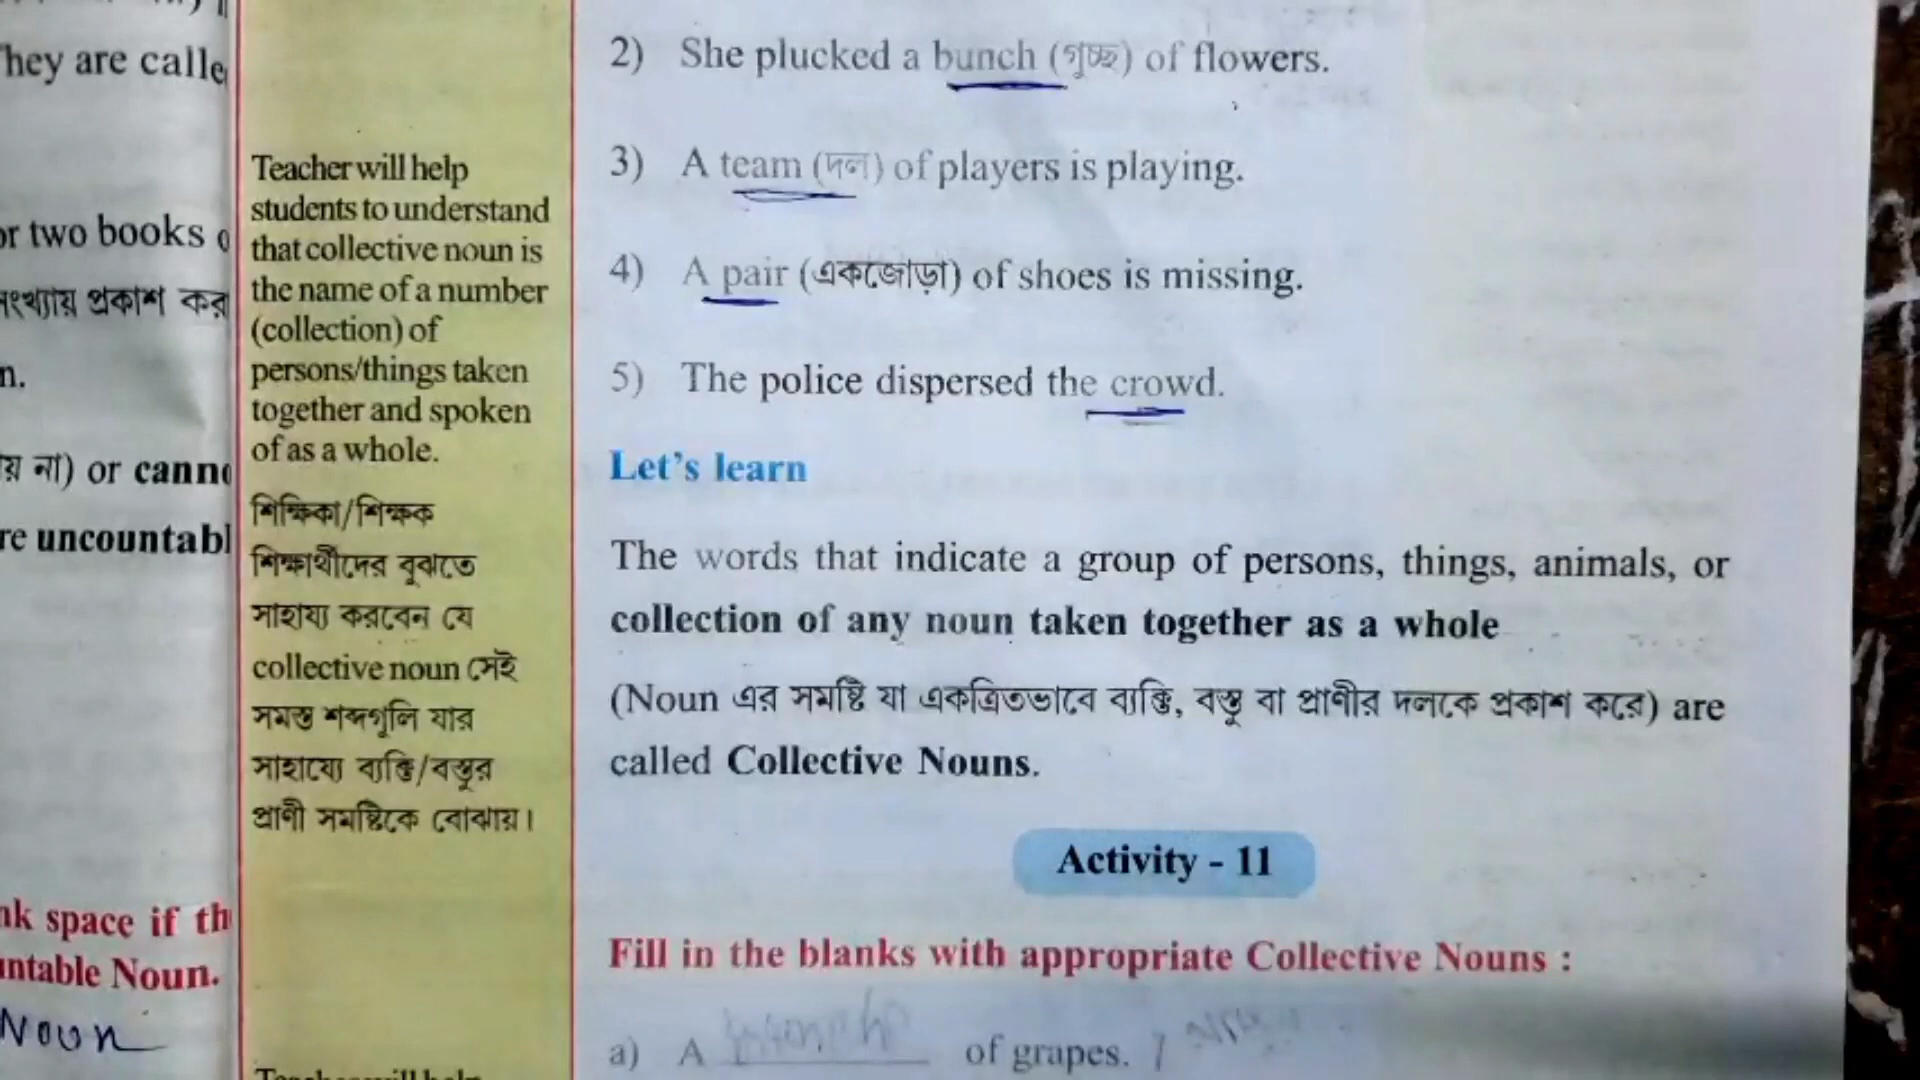 They are calle
or two books o
সংখ্যায় প্রকাশ কর
n.
য় না) or canno
re uncountabl
nk space if th
untable Noun.
Noun
Teacher will help
students to understand
that collective noun is
the name of a number
(collection) of
persons/things taken
together and spoken
of as a whole.
শিক্ষিকা/শিক্ষক
শিক্ষার্থীদের বুঝতে
সাহায্য করবেন যে
collective noun সেই
সমস্ত শব্দগুলি যার
সাহায্যে ব্যক্তি/বস্তুর
প্রাণী সমষ্টিকে বোঝায়।
Teacher will help
2) She plucked a bunch (গুচ্ছ) of flowers.
3) A team (দল) of players is playing.
4) A pair (একজোড়া) of shoes is missing.
5) The police dispersed the crowd.
Let's learn
The words that indicate a group of persons, things, animals, or
collection of any noun taken together as a whole
(Noun এর সমষ্টি যা একত্রিতভাবে ব্যক্তি, বস্তু বা প্রাণীর দলকে প্রকাশ করে) are
called Collective Nouns.
Activity - 11
Fill in the blanks with appropriate Collective Nouns :
a) A of grapes.